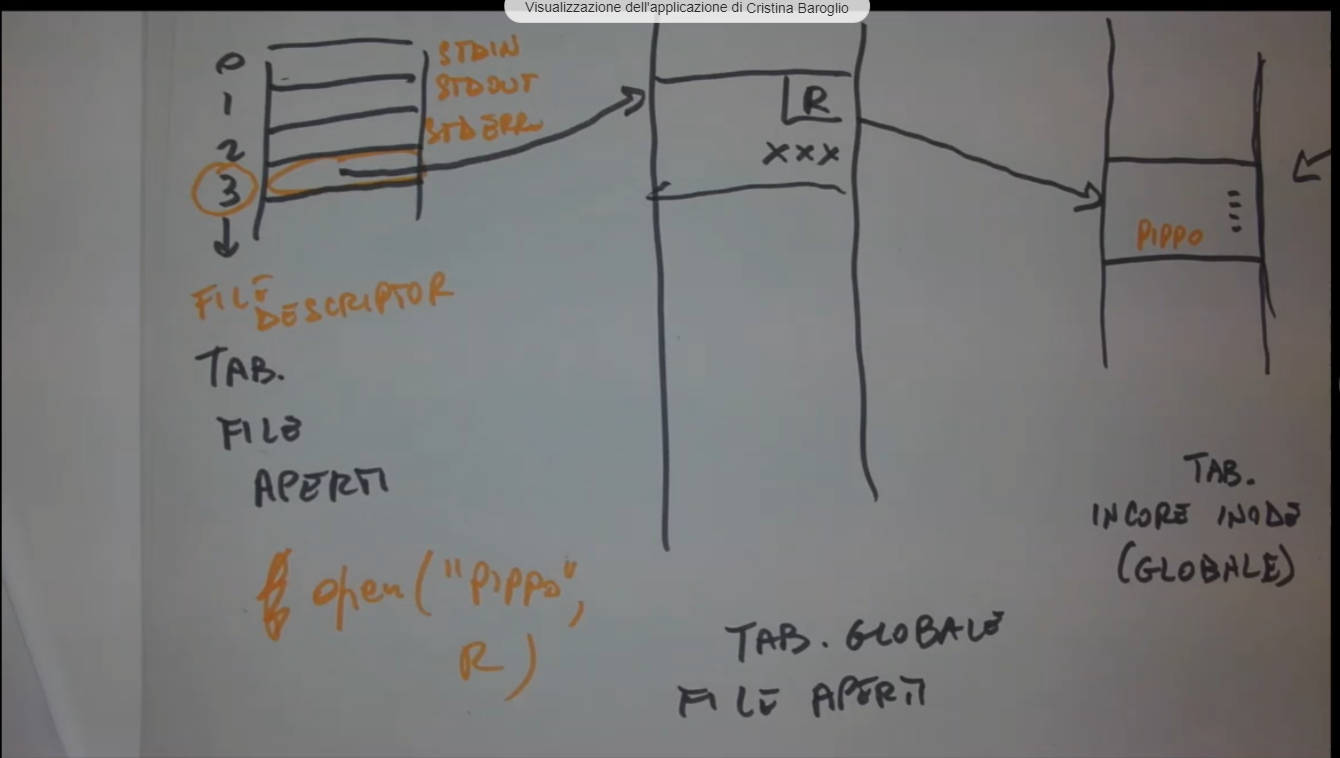 Visualizzazione dell'applicazione di Cristina Baroglio
0
1
2
3
STDIN
STDOUT
STDERR
FILE
DESCRIPTOR
TAB.
FILE
APERTI
open("PIPPO",
R)
R
XXX
TAB. GLOBALE
FILE APERTI
PIPPO
TAB.
INCORE INODE
(GLOBALE)